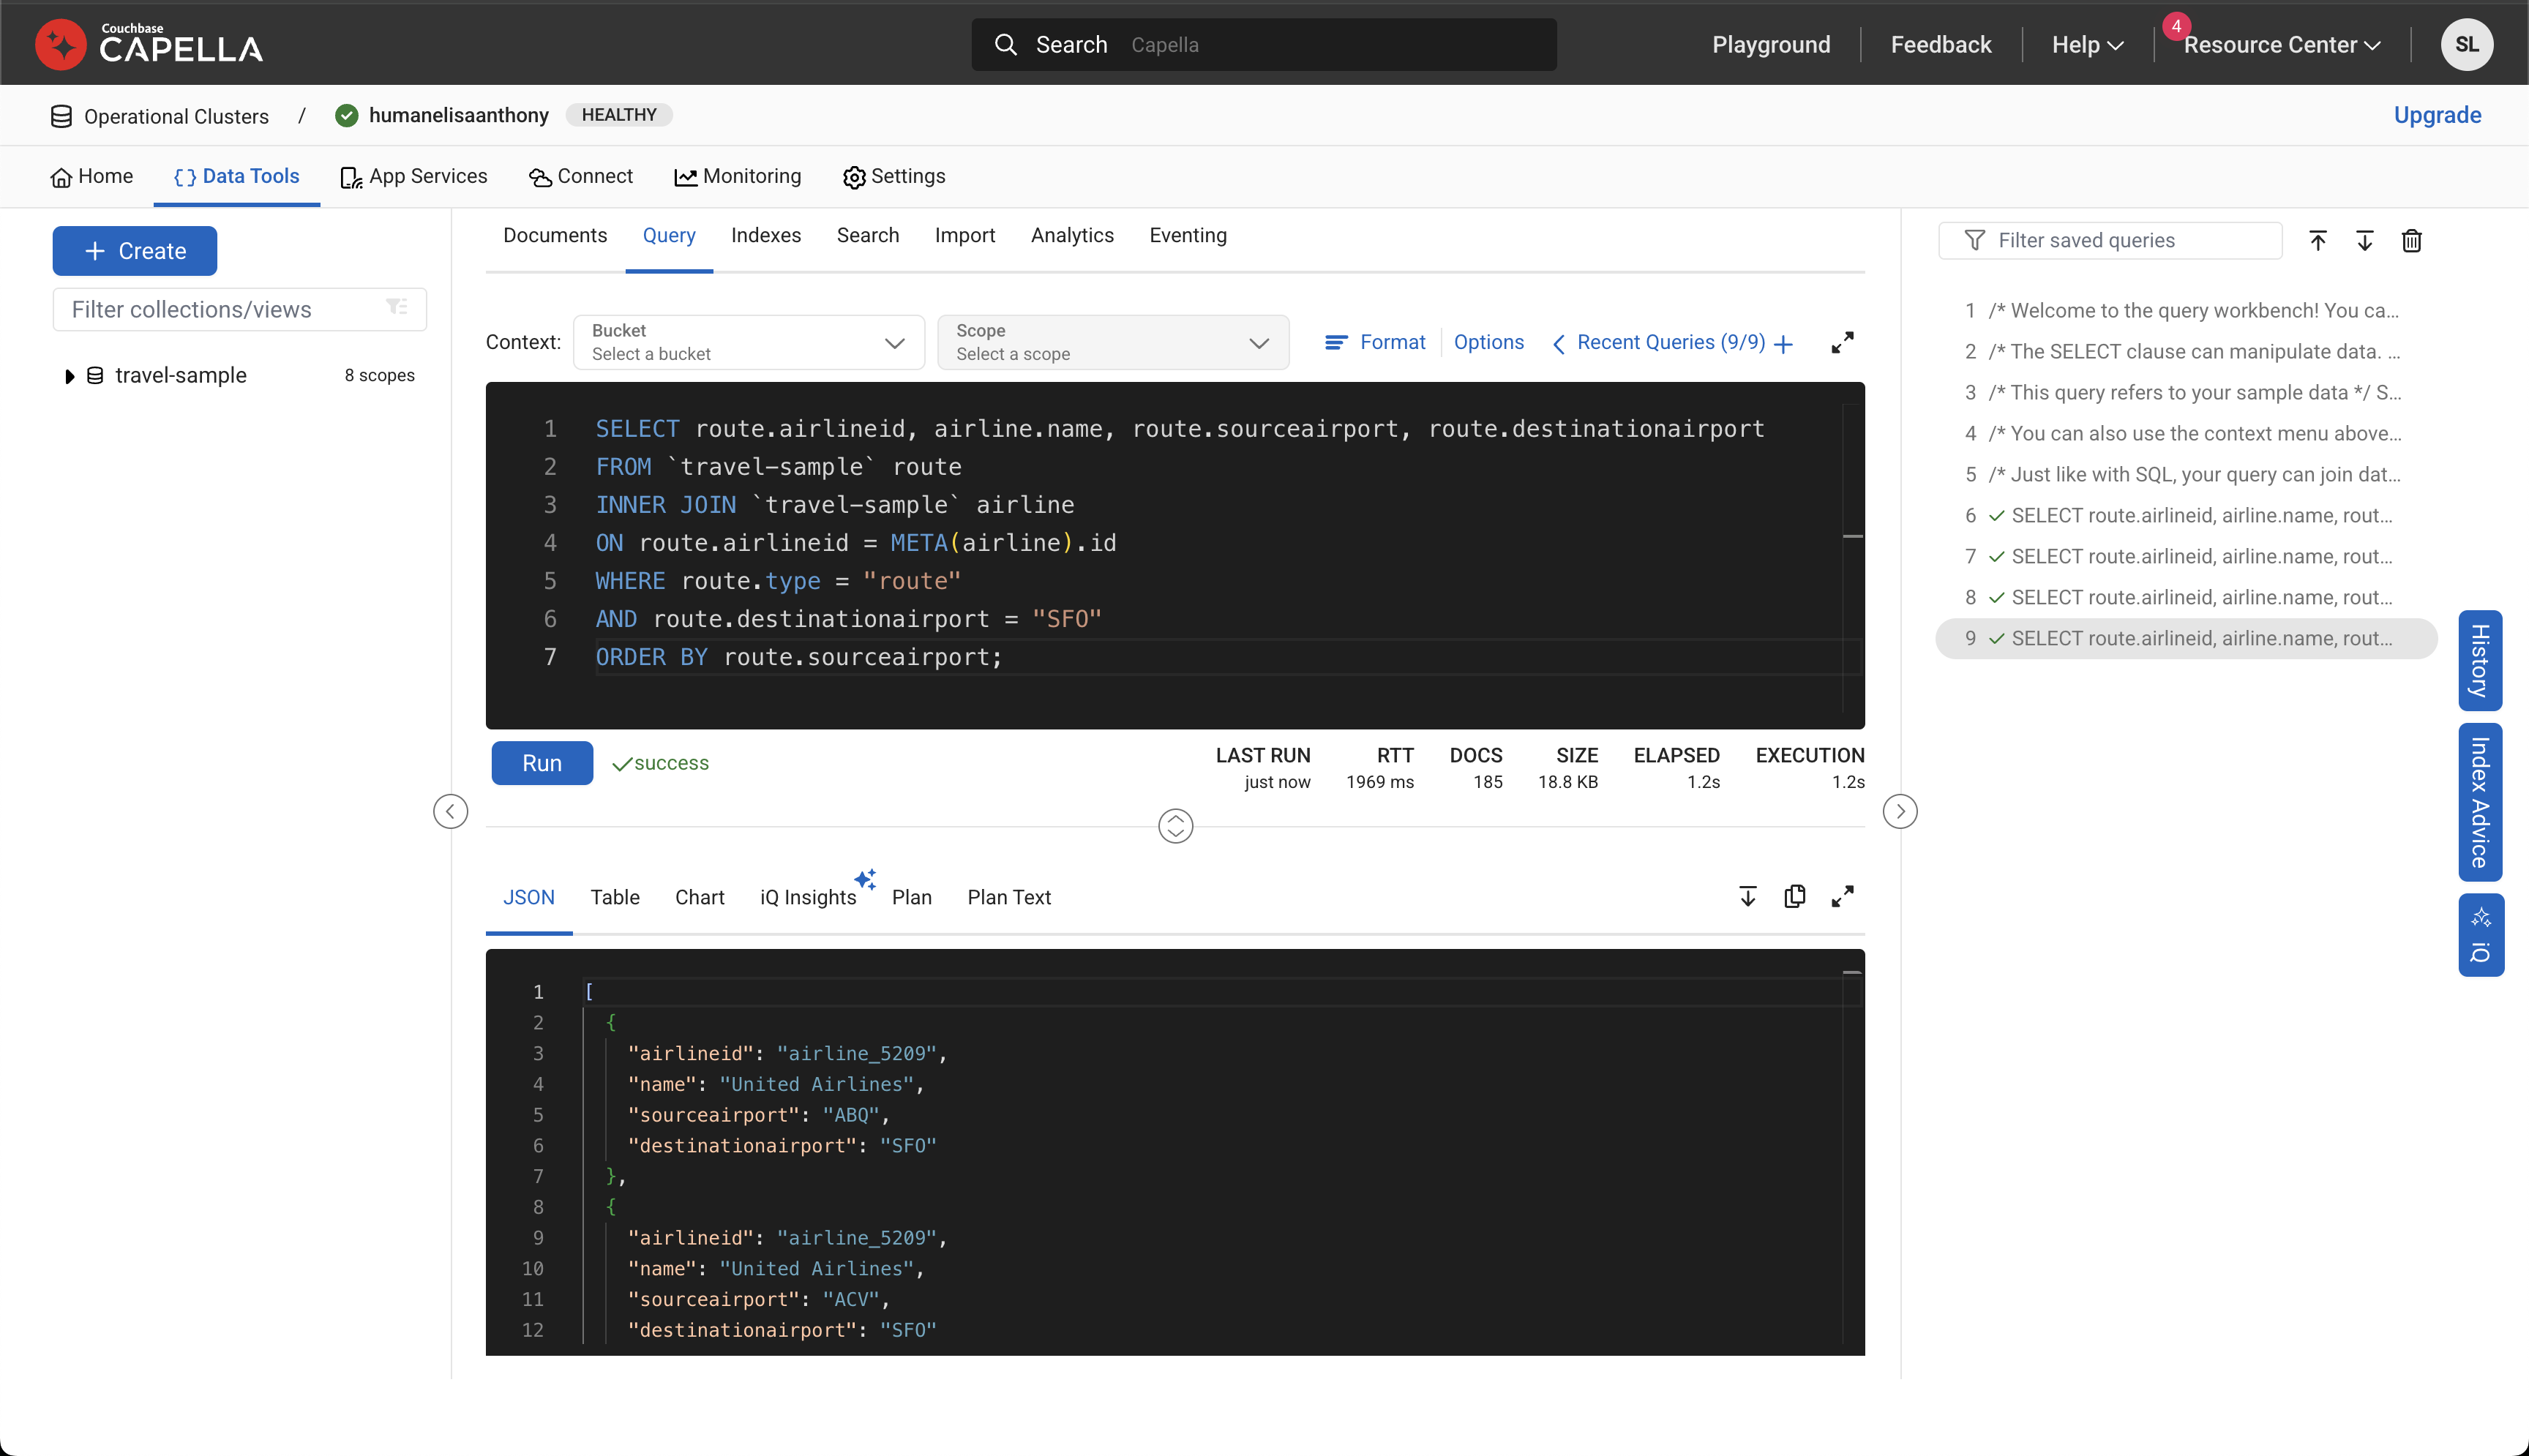 Couchbase
CAPELLA
Search Capella
Playground
Feedback
Help
4
Resource Center
SL
Operational Clusters / humanelisaanthony HEALTHY
Upgrade
Home
Data Tools
App Services
Connect
Monitoring
Settings
+ Create
Filter collections/views
travel-sample 8 scopes
Documents Query Indexes Search Import Analytics Eventing
Context:
Bucket
Select a bucket
Scope
Select a scope
Format
Options
Recent Queries (9/9)
1 SELECT route.airlineid, airline.name, route.sourceairport, route.destinationairport
2 FROM `travel-sample` route
3 INNER JOIN `travel-sample` airline
4 ON route.airlineid = META(airline).id
5 WHERE route.type = "route"
6 AND route.destinationairport = "SFO"
7 ORDER BY route.sourceairport;
Run
success
LAST RUN RTT DOCS SIZE ELAPSED EXECUTION
just now 1969 ms 185 18.8 KB 1.2s 1.2s
JSON Table Chart iQ Insights Plan Plan Text
1 [
2 {
3 "airlineid": "airline_5209",
4 "name": "United Airlines",
5 "sourceairport": "ABQ",
6 "destinationairport": "SFO"
7 },
8 {
9 "airlineid": "airline_5209",
10 "name": "United Airlines",
11 "sourceairport": "ACV",
12 "destinationairport": "SFO"
Filter saved queries
1 /* Welcome to the query workbench! You ca...
2 /* The SELECT clause can manipulate data. ...
3 /* This query refers to your sample data */ S...
4 /* You can also use the context menu above...
5 /* Just like with SQL, your query can join dat...
6 SELECT route.airlineid, airline.name, rout...
7 SELECT route.airlineid, airline.name, rout...
8 SELECT route.airlineid, airline.name, rout...
9 SELECT route.airlineid, airline.name, rout...
History
Index Advice
iQ